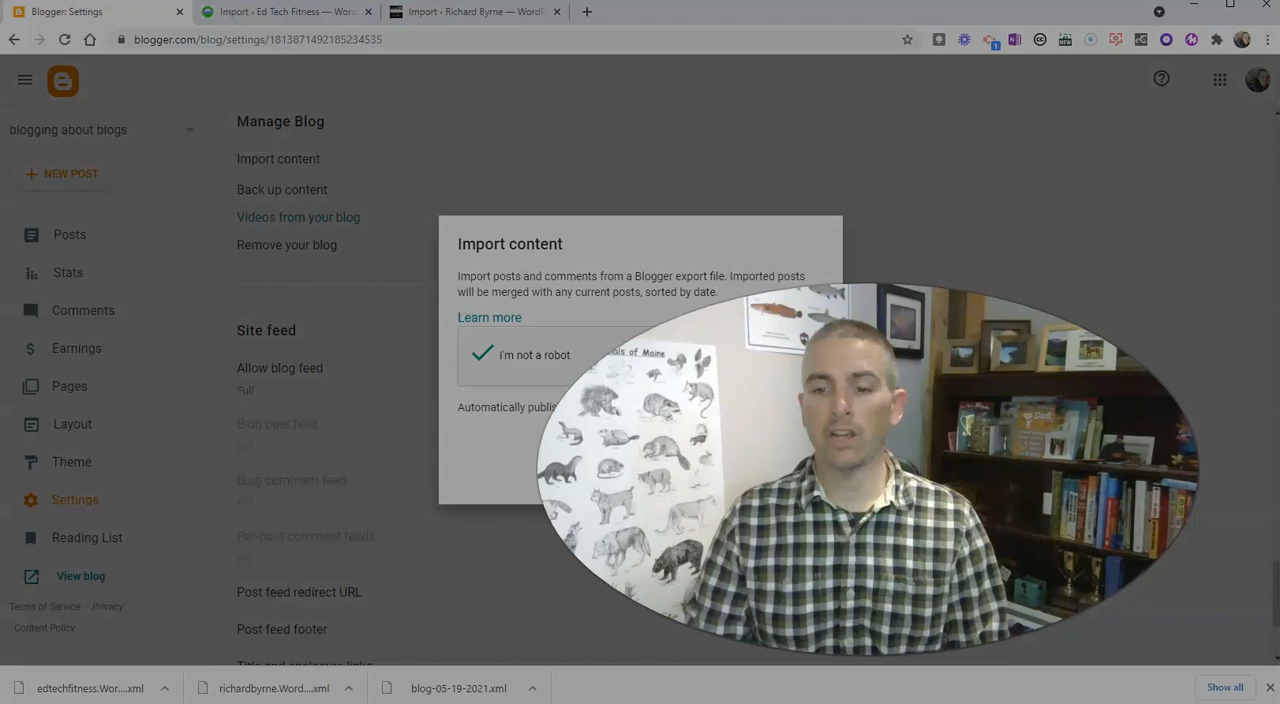 Blogger: Settings
Import ‹ Ed Tech Fitness — Word
Import ‹ Richard Byrne — WordP
blogger.com/blog/settings/1813871492185234535
blogging about blogs
NEW POST
Posts
Stats
Comments
Earnings
Pages
Layout
Theme
Settings
Reading List
View blog
Terms of Service · Privacy
Content Policy
Manage Blog
Import content
Back up content
Videos from your blog
Remove your blog
Site feed
Allow blog feed
Full
Blog post feed
Blog comment feed
Per-post comment feeds
Post feed redirect URL
Post feed footer
Title and enclosure links
Import content
Import posts and comments from a Blogger export file. Imported posts
will be merged with any current posts, sorted by date.
Learn more
I'm not a robot
Automatically publis
of Maine
edtechfitness.Wor....xml
richardbyrne.Word....xml
blog-05-19-2021.xml
Show all